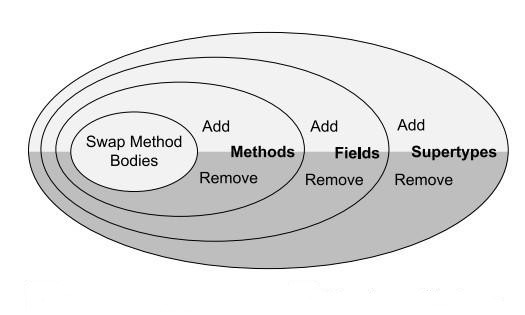 Swap Method
Bodies
Add
Methods
Remove
Add
Fields
Remove
Add
Supertypes
Remove